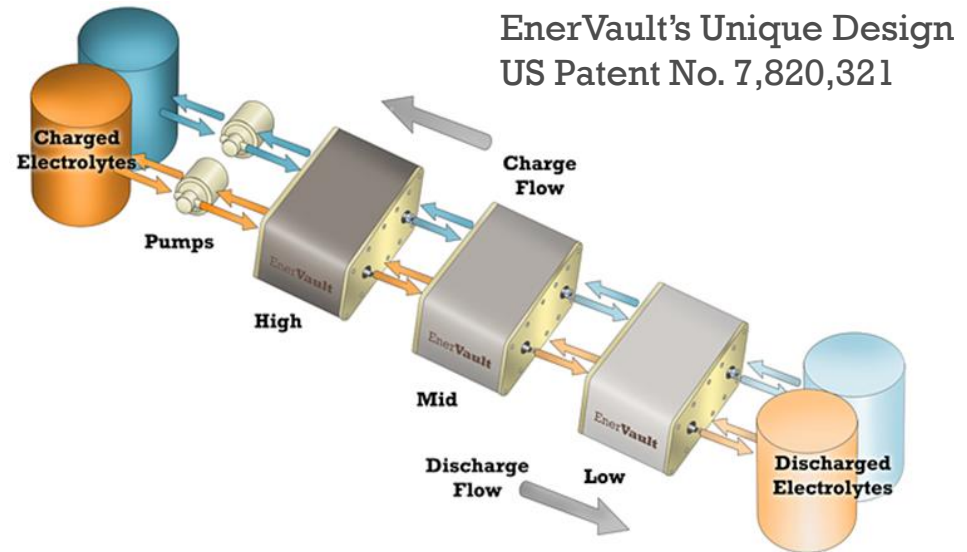 EnerVault's Unique Design
US Patent No. 7,820,321
Charged
Electrolytes
Charge
Flow
Pumps
EnerVault
High
EnerVault
Mid
EnerVault
Low
Discharge
Flow
Discharged
Electrolytes